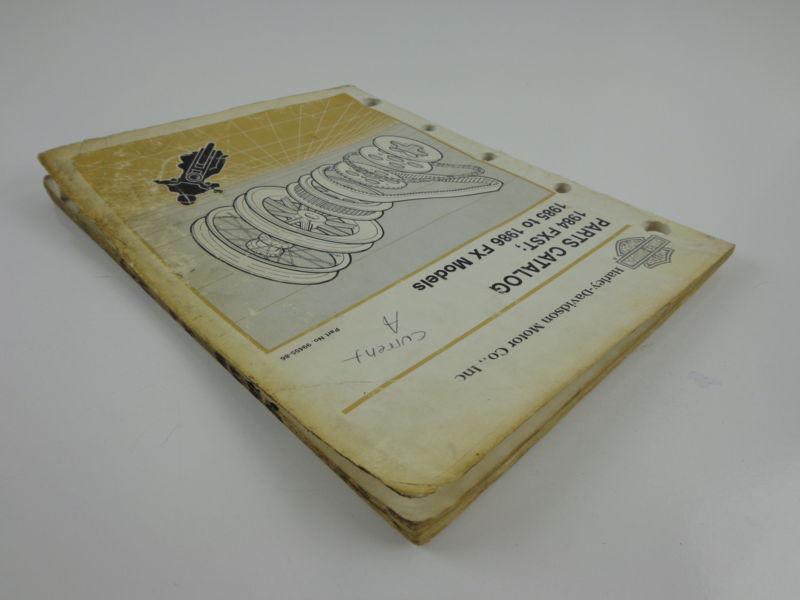 Harley-Davidson Motor Co., Inc
PARTS CATALOG
1984 FXST,
1985 to 1986 FX Models
Part No 99455-86
current
A